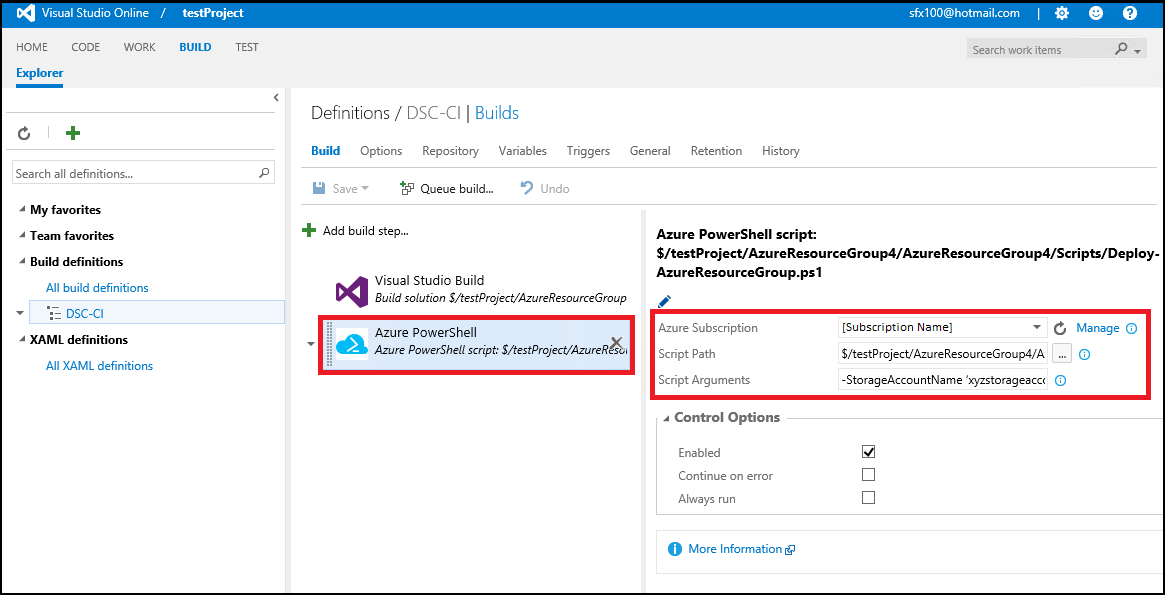 Visual Studio Online / testProject sfx100@hotmail.com |
HOME CODE WORK BUILD TEST
Search work items
Explorer
Definitions / DSC-CI | Builds
Build Options Repository Variables Triggers General Retention History
Search all definitions...
Save Queue build... Undo
My favorites
Team favorites
Build definitions
All build definitions
DSC-CI
XAML definitions
All XAML definitions
Add build step...
Visual Studio Build
Build solution $/testProject/AzureResourceGroup
Azure PowerShell
Azure PowerShell script: $/testProject/AzureReso
Azure PowerShell script:
$/testProject/AzureResourceGroup4/AzureResourceGroup4/Scripts/Deploy-
AzureResourceGroup.ps1
Azure Subscription [Subscription Name] Manage
Script Path $/testProject/AzureResourceGroup4/A ...
Script Arguments -StorageAccountName 'xyzstorageacc
Control Options
Enabled
Continue on error
Always run
More Information